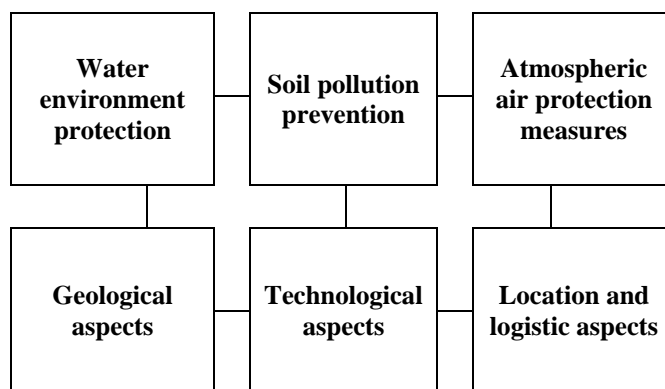 Water
environment
protection
Soil pollution
prevention
Atmospheric
air protection
measures
Geological
aspects
Technological
aspects
Location and
logistic aspects